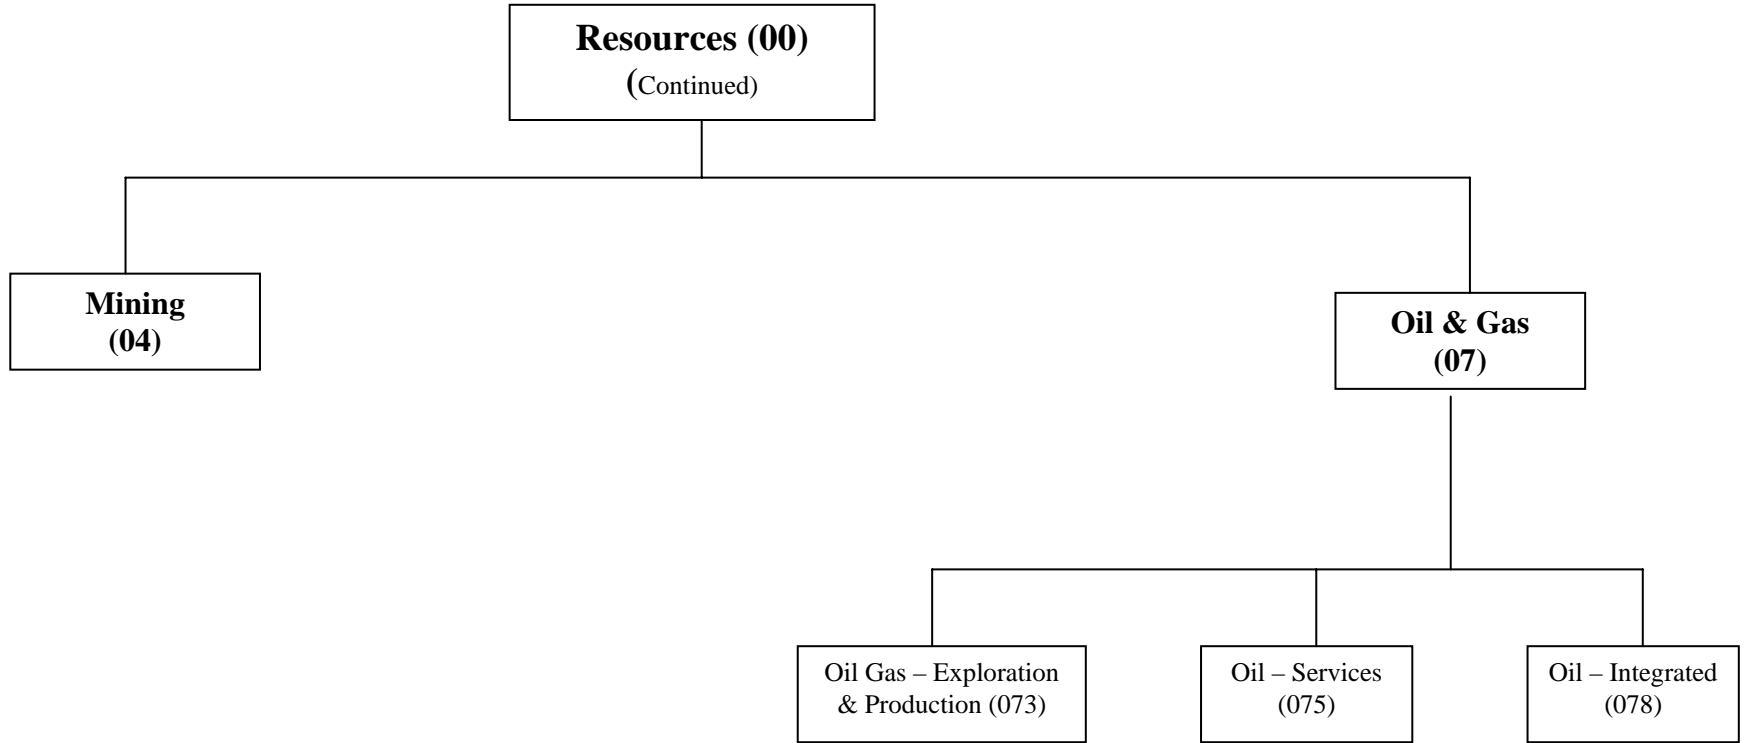 Resources (00)
(Continued)
Mining
(04)
Oil & Gas
(07)
Oil Gas – Exploration
& Production (073)
Oil – Services
(075)
Oil – Integrated
(078)